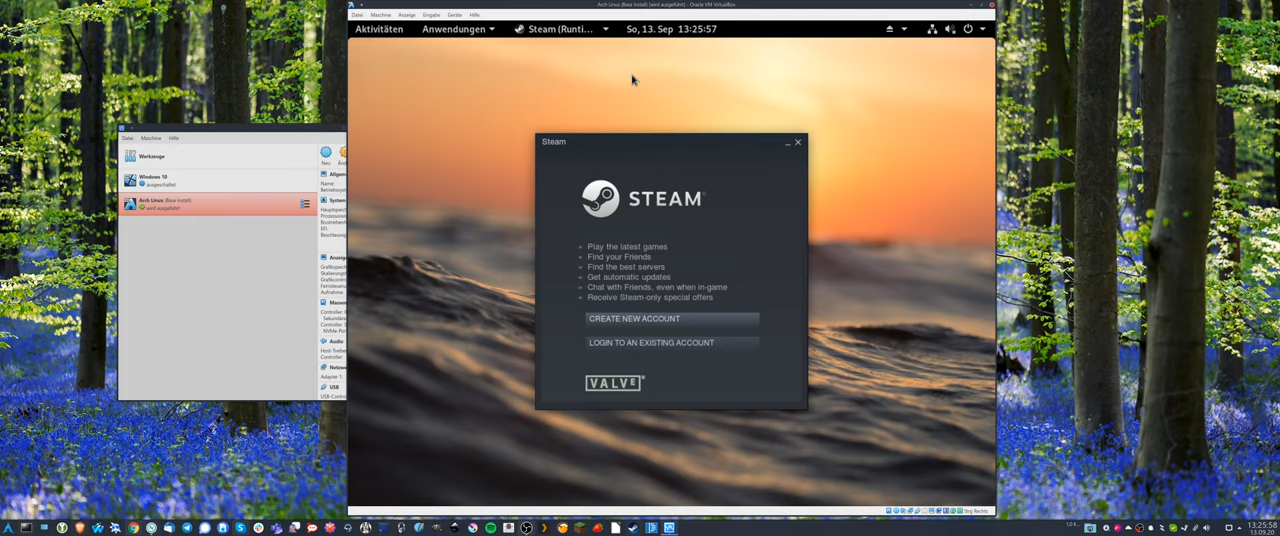 Arch Linux (Base Install) [wird ausgeführt] - Oracle VM VirtualBox
Datei Maschine Anzeige Eingabe Geräte Hilfe
Aktivitäten Anwendungen Steam (Runti... So, 13. Sep 13:25:57
Datei Maschine Hilfe
Werkzeuge
Neu
Windows 10
ausgeschaltet
Arch Linux (Base Install)
wird ausgeführt
Name:
Audio
Controller:
Adapter 1:
USB
Steam
STEAM
Play the latest games
Find your Friends
Find the best servers
Get automatic updates
Chat with Friends, even when in-game
Receive Steam-only special offers
CREATE NEW ACCOUNT
LOGIN TO AN EXISTING ACCOUNT
VALVE
Strg Rechts
13:25:58
13.09.20